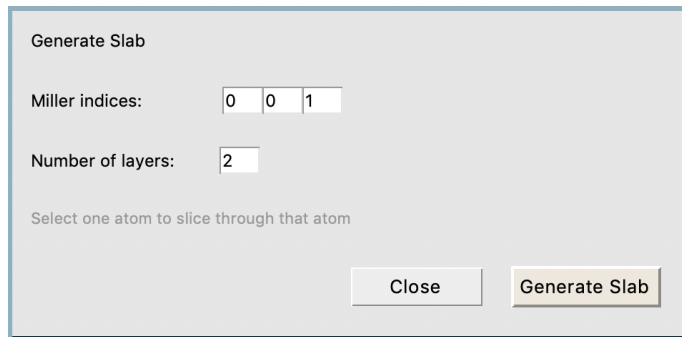 Generate Slab
Miller indices: 0 0 1
Number of layers: 2
Select one atom to slice through that atom
Close Generate Slab